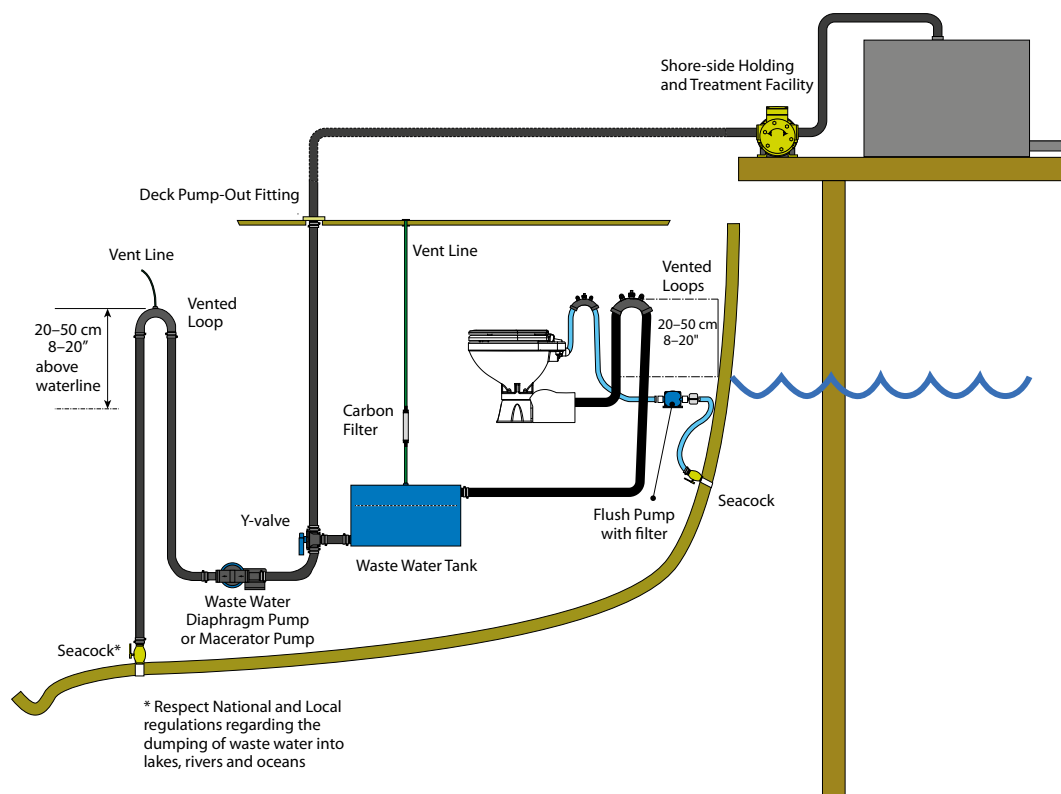 Shore-side Holding
and Treatment Facility
Deck Pump-Out Fitting
Vent Line
Vent Line
Vented
Loop
Vented
Loops
20–50 cm
8–20”
above
waterline
20–50 cm
8–20”
Carbon
Filter
Seacock
Y-valve
Flush Pump
with filter
Waste Water Tank
Waste Water
Diaphragm Pump
or Macerator Pump
Seacock*
* Respect National and Local
regulations regarding the
dumping of waste water into
lakes, rivers and oceans